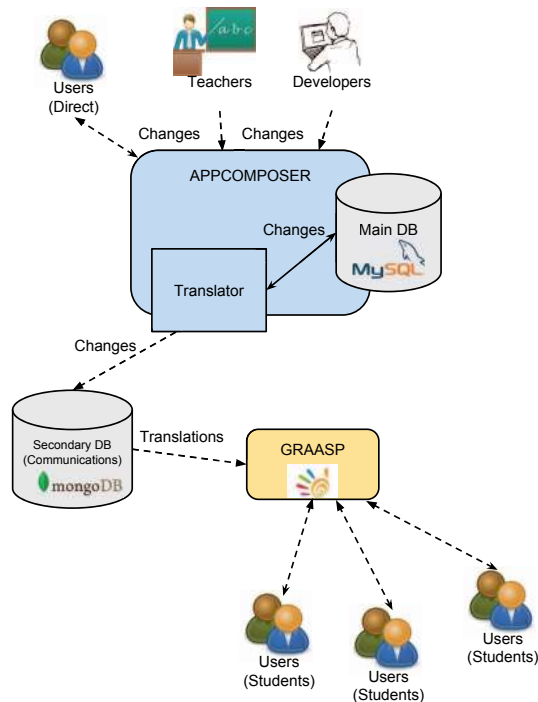 /abc
Users
(Direct)
Teachers
Developers
Changes
Changes
APPCOMPOSER
Changes
Main DB
MySQL
Translator
Changes
Secondary DB
(Communications)
mongoDB
Translations
GRAASP
Users
(Students)
Users
(Students)
Users
(Students)